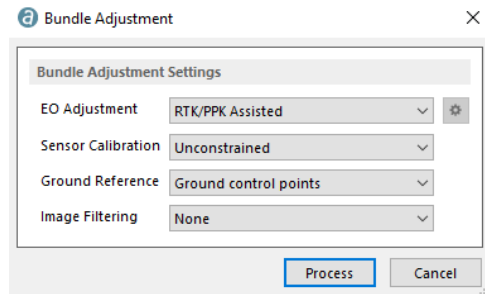 Bundle Adjustment
Bundle Adjustment Settings
EO Adjustment RTK/PPK Assisted
Sensor Calibration Unconstrained
Ground Reference Ground control points
Image Filtering None
Process Cancel